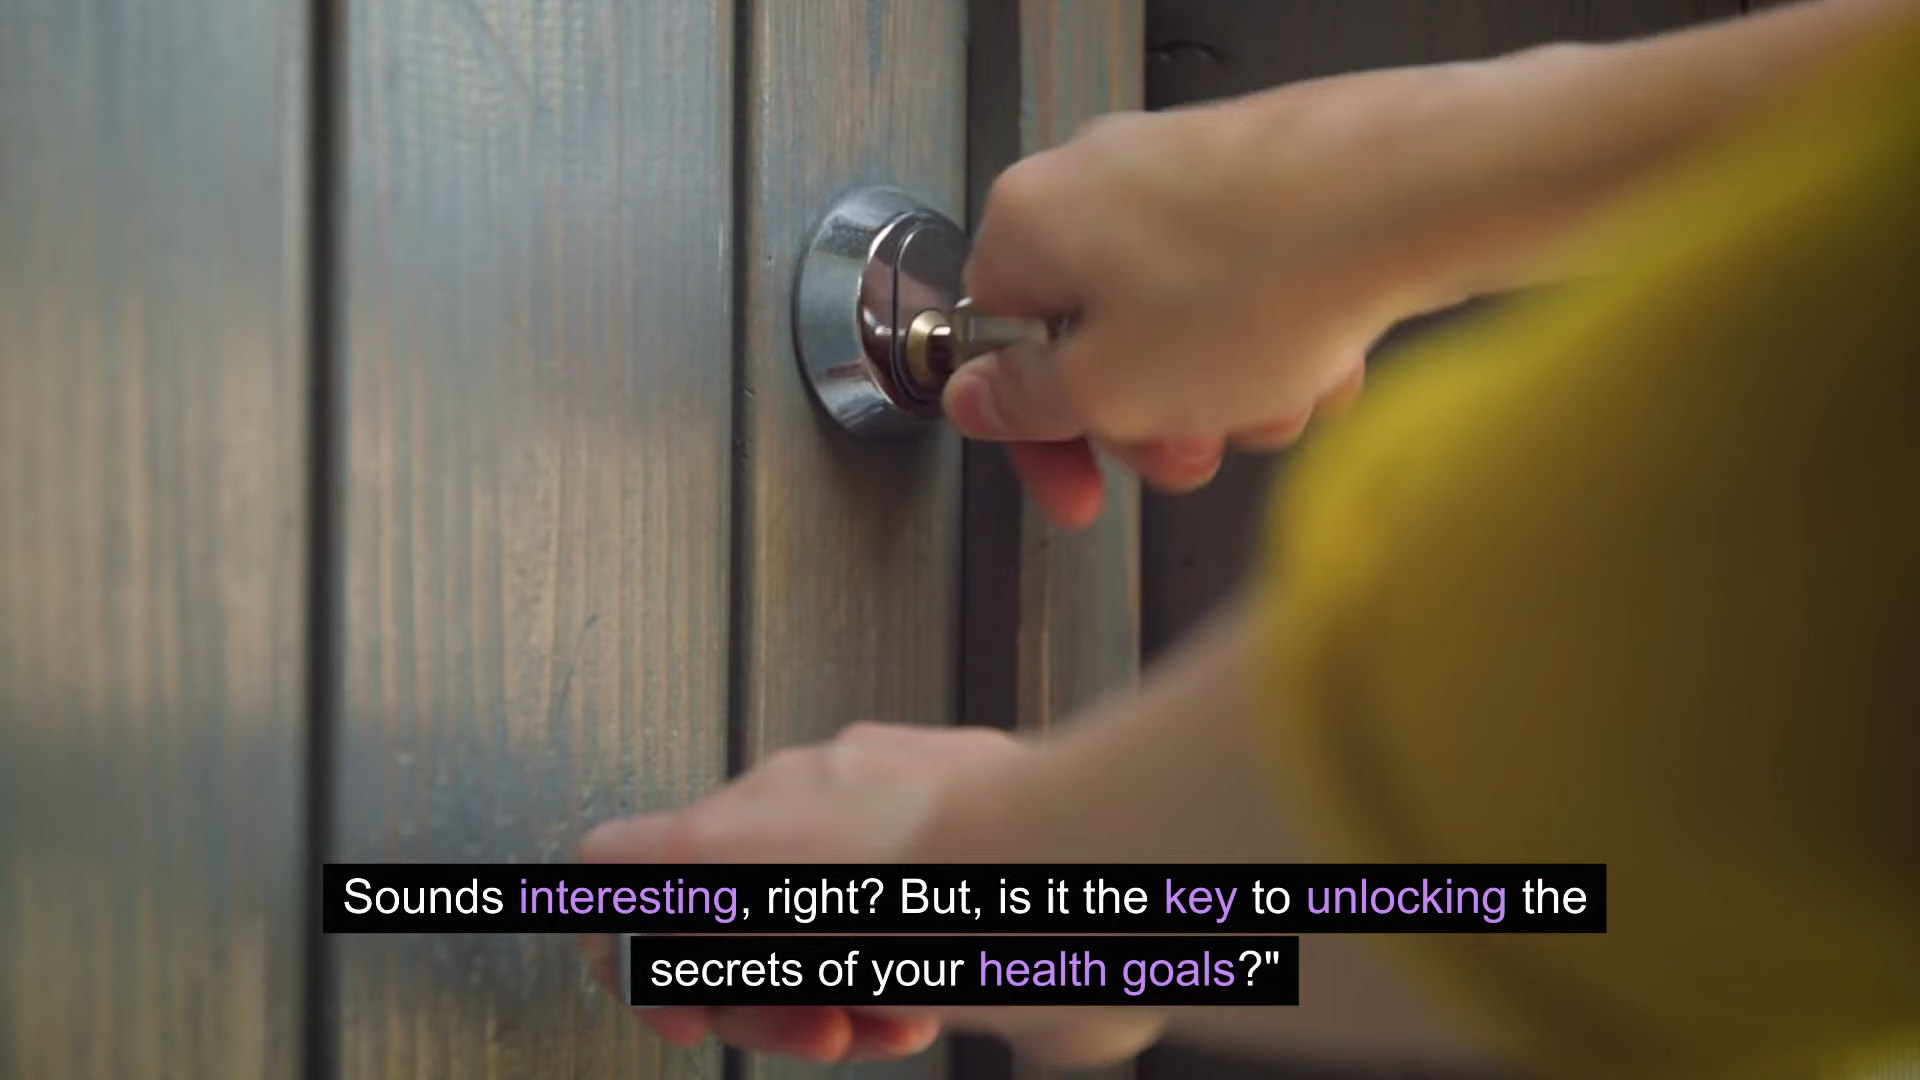 Sounds interesting, right? But, is it the key to unlocking the
secrets of your health goals?"